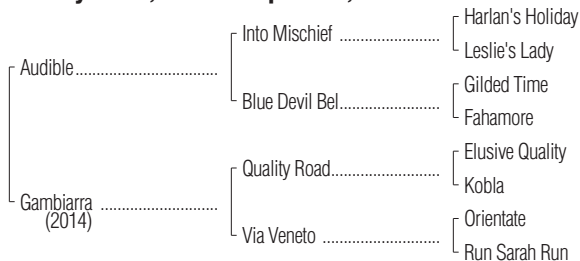 Harlan's Holiday
Into Mischief ....................
Leslie's Lady
Audible............................
Gilded Time
Blue Devil Bel....................
Fahamore
Elusive Quality
Quality Road......................
Kobla
Gambiarra .......................
(2014)
Orientate
Via Veneto .......................
Run Sarah Run